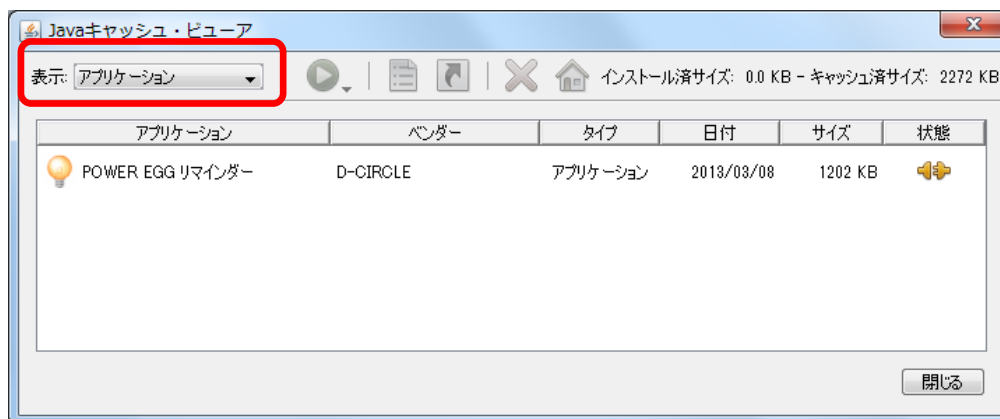 Javaキャッシュ・ビューア
表示: アプリケーション インストール済サイズ: 0.0 KB - キャッシュ済サイズ: 2272 KB
アプリケーション ベンダー タイプ 日付 サイズ 状態
POWER EGG リマインダー D-CIRCLE アプリケーション 2013/03/08 1202 KB
閉じる